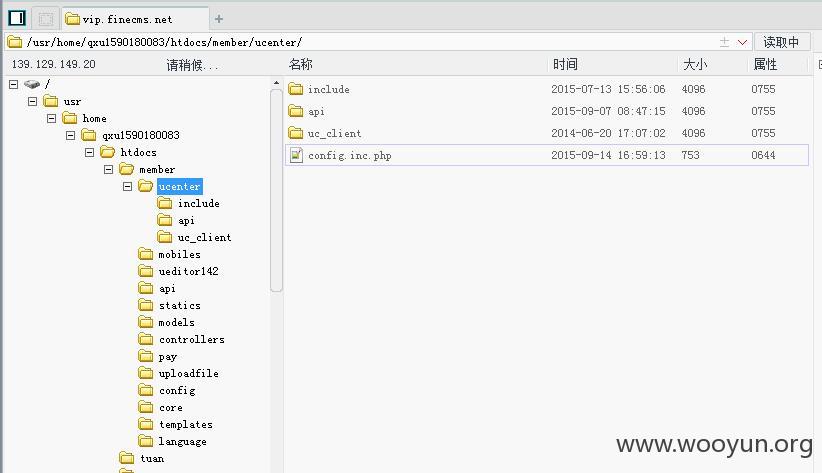 vip.finecms.net
/usr/home/qxu1590180083/htdocs/member/ucenter/ 读取中
139.129.149.20 请稍候...
名称 时间 大小 属性
/
usr
home
qxu1590180083
htdocs
member
ucenter
include
api
uc_client
mobiles
ueditor142
api
statics
models
controllers
pay
uploadfile
config
core
templates
language
tuan
include 2015-07-13 15:56:06 4096 0755
api 2015-09-07 08:47:15 4096 0755
uc_client 2014-06-20 17:07:02 4096 0755
config.inc.php 2015-09-14 16:59:13 753 0644
www.wooyun.org